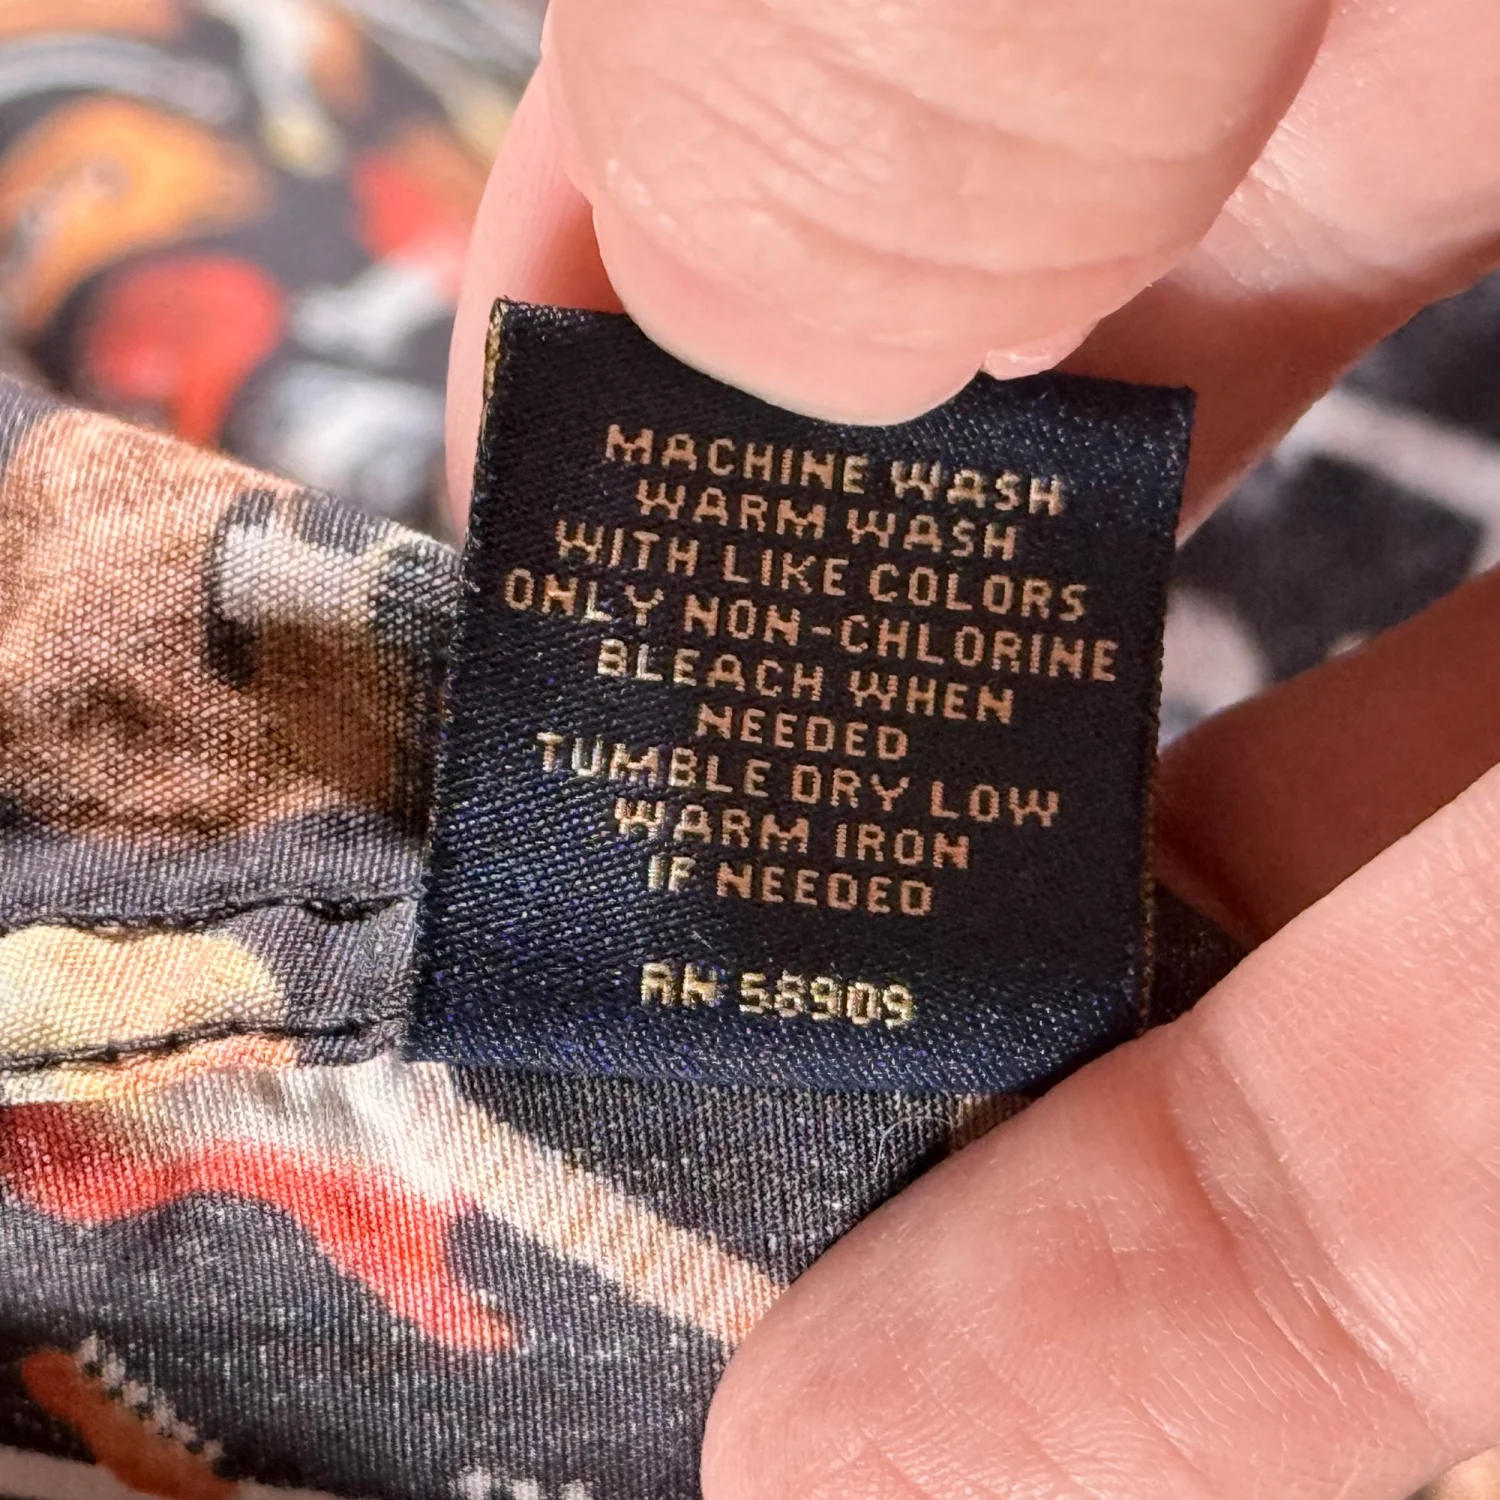 MACHINE WASH
WARM WASH
WITH LIKE COLORS
ONLY NON-CHLORINE
BLEACH WHEN
NEEDED
TUMBLE DRY LOW
WARM IRON
IF NEEDED
RN 58909